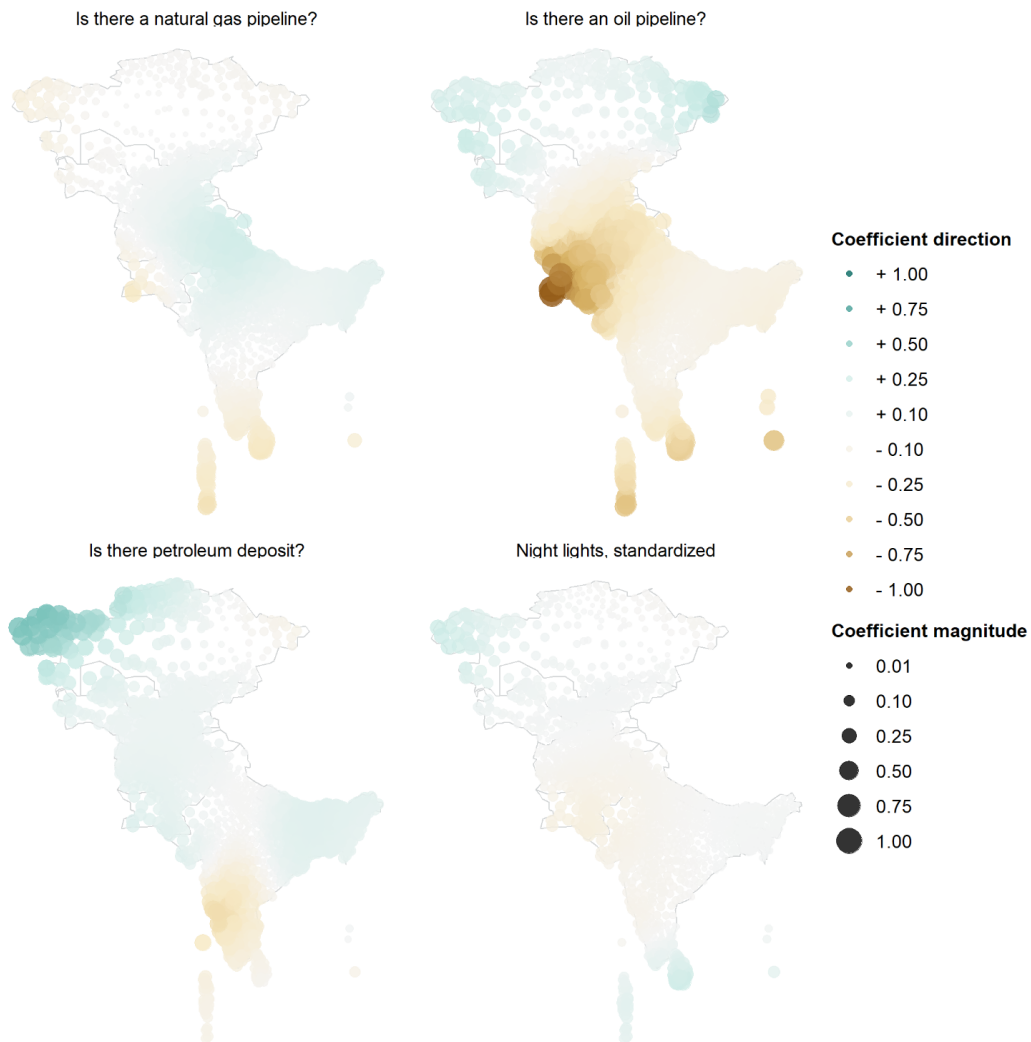 Is there a natural gas pipeline?
Is there an oil pipeline?
Is there petroleum deposit?
Night lights, standardized
Coefficient direction
+ 1.00
+ 0.75
+ 0.50
+ 0.25
+ 0.10
- 0.10
- 0.25
- 0.50
- 0.75
- 1.00
Coefficient magnitude
0.01
0.10
0.25
0.50
0.75
1.00